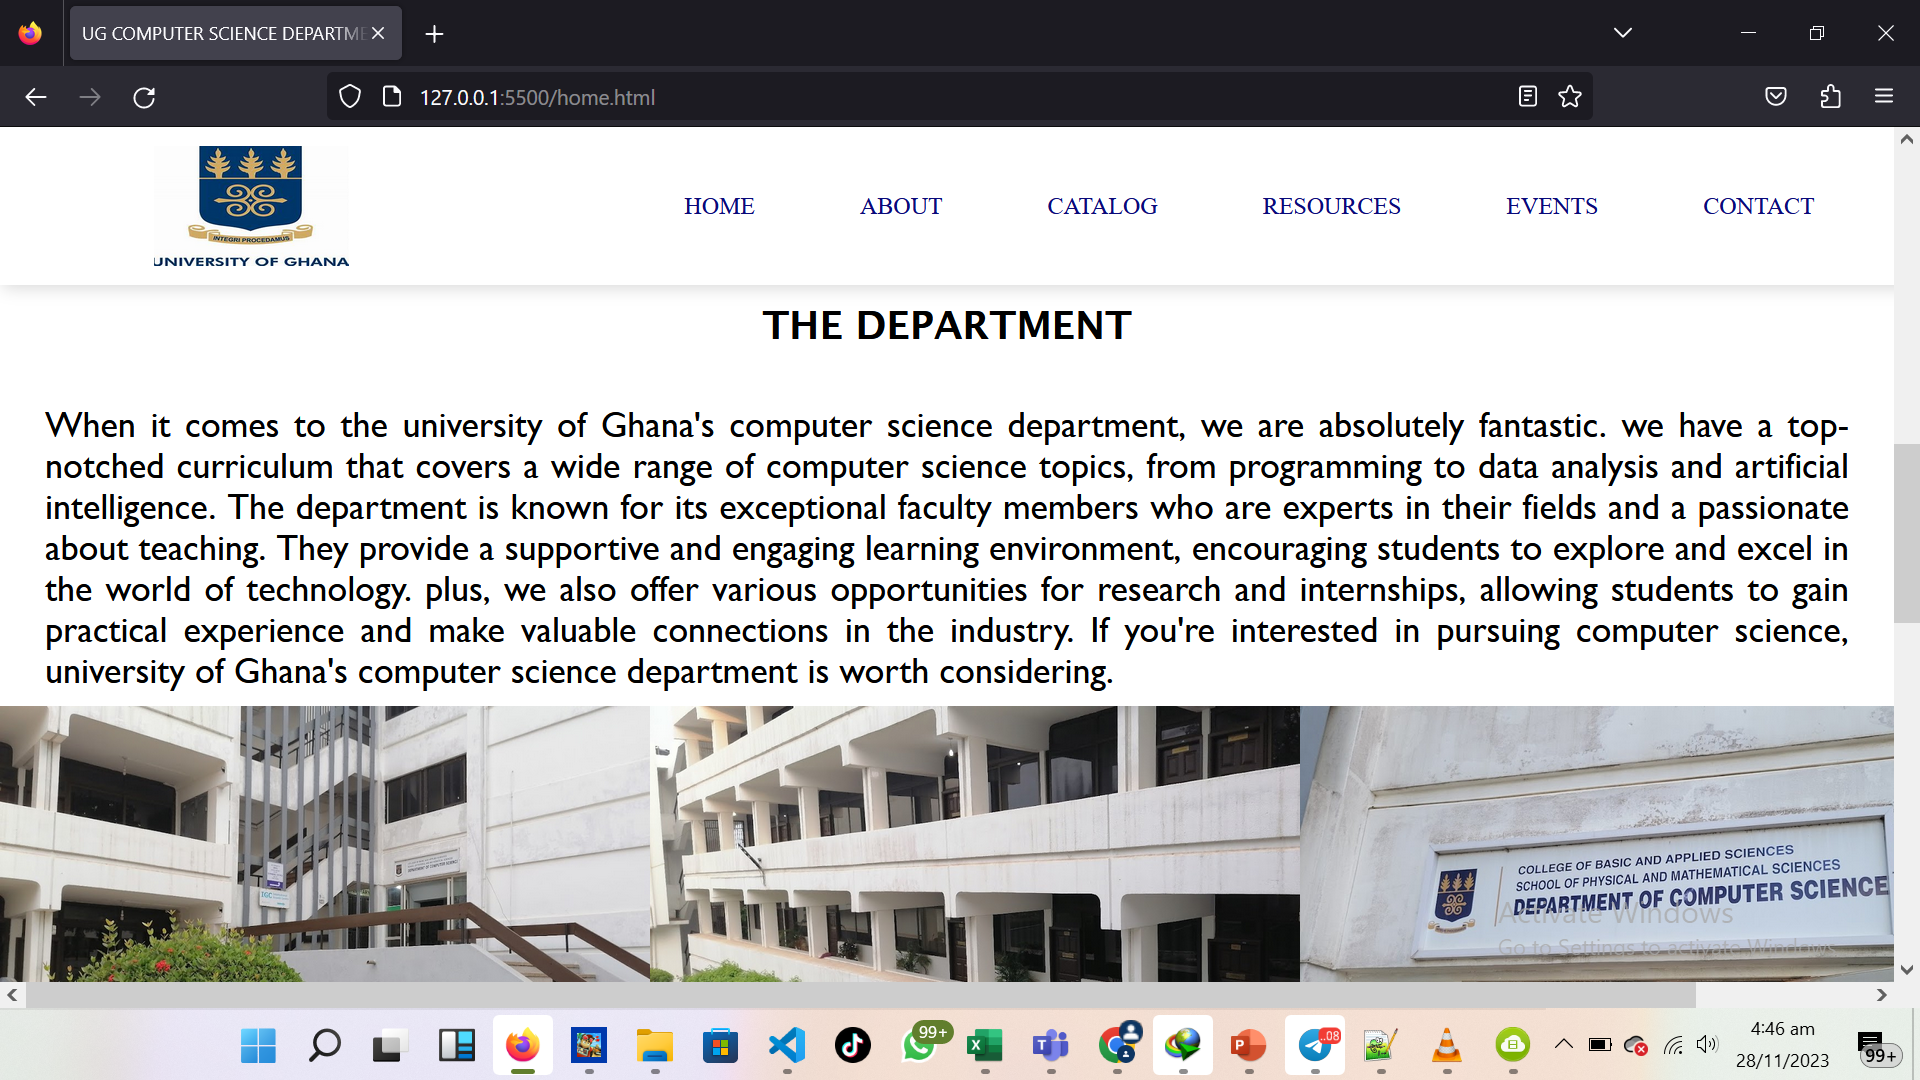 UG COMPUTER SCIENCE DEPARTME
127.0.0.1:5500/home.html
INTEGRI PROCEDAMUS
UNIVERSITY OF GHANA
HOME
ABOUT
CATALOG
RESOURCES
EVENTS
CONTACT
THE DEPARTMENT
When it comes to the university of Ghana's computer science department, we are absolutely fantastic. we have a top-
notched curriculum that covers a wide range of computer science topics, from programming to data analysis and artificial
intelligence. The department is known for its exceptional faculty members who are experts in their fields and a passionate
about teaching. They provide a supportive and engaging learning environment, encouraging students to explore and excel in
the world of technology. plus, we also offer various opportunities for research and internships, allowing students to gain
practical experience and make valuable connections in the industry. If you're interested in pursuing computer science,
university of Ghana's computer science department is worth considering.
COLLEGE OF BASIC AND APPLIED SCIENCES
SCHOOL OF PHYSICAL AND MATHEMATICAL SCIENCES
DEPARTMENT OF COMPUTER SCIENCE
Activate Windows
Go to Settings to activate Windows.
99+
.08
4:46 am
28/11/2023
99+